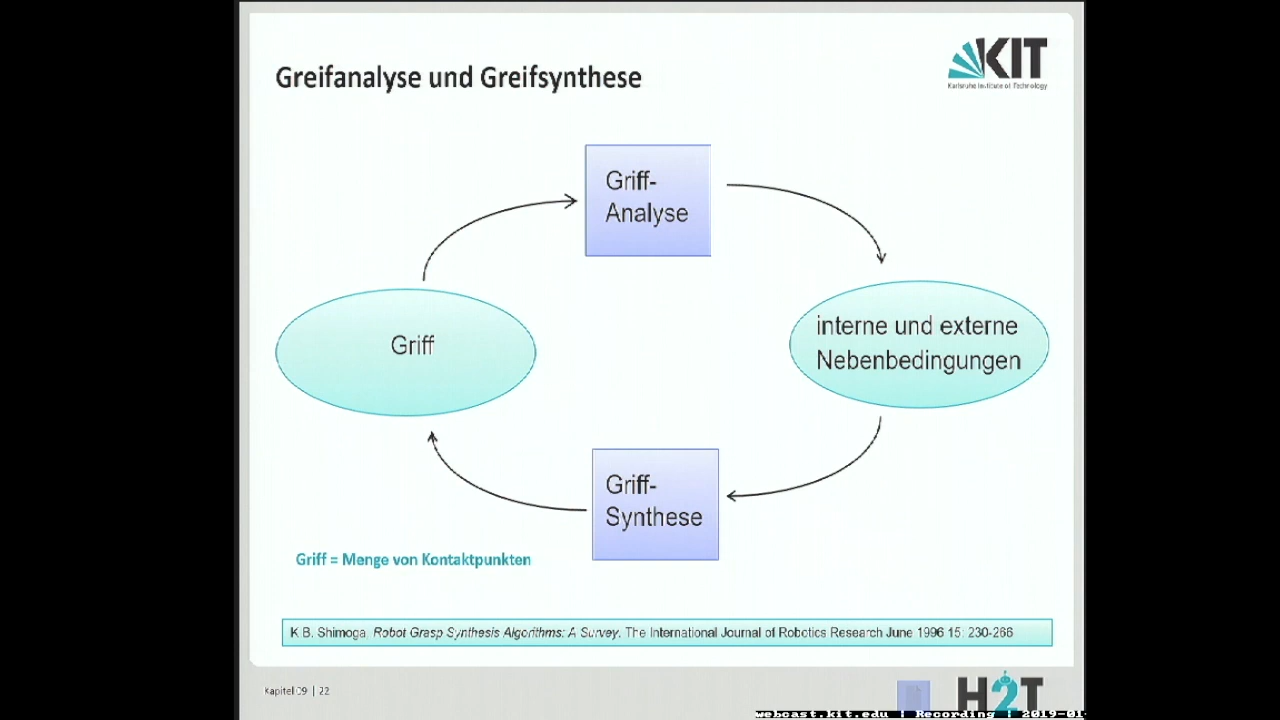 Greifanalyse und Greifsynthese
KIT
Karlsruhe Institute of Technology
Griff-
Analyse
Griff
interne und externe
Nebenbedingungen
Griff-
Synthese
Griff = Menge von Kontaktpunkten
K.B. Shimoga, Robot Grasp Synthesis Algorithms: A Survey. The International Journal of Robotics Research June 1996 15: 230-266
Kapitel 09 | 22
H2T
webcast.kit.edu | Recording | 2019-01-